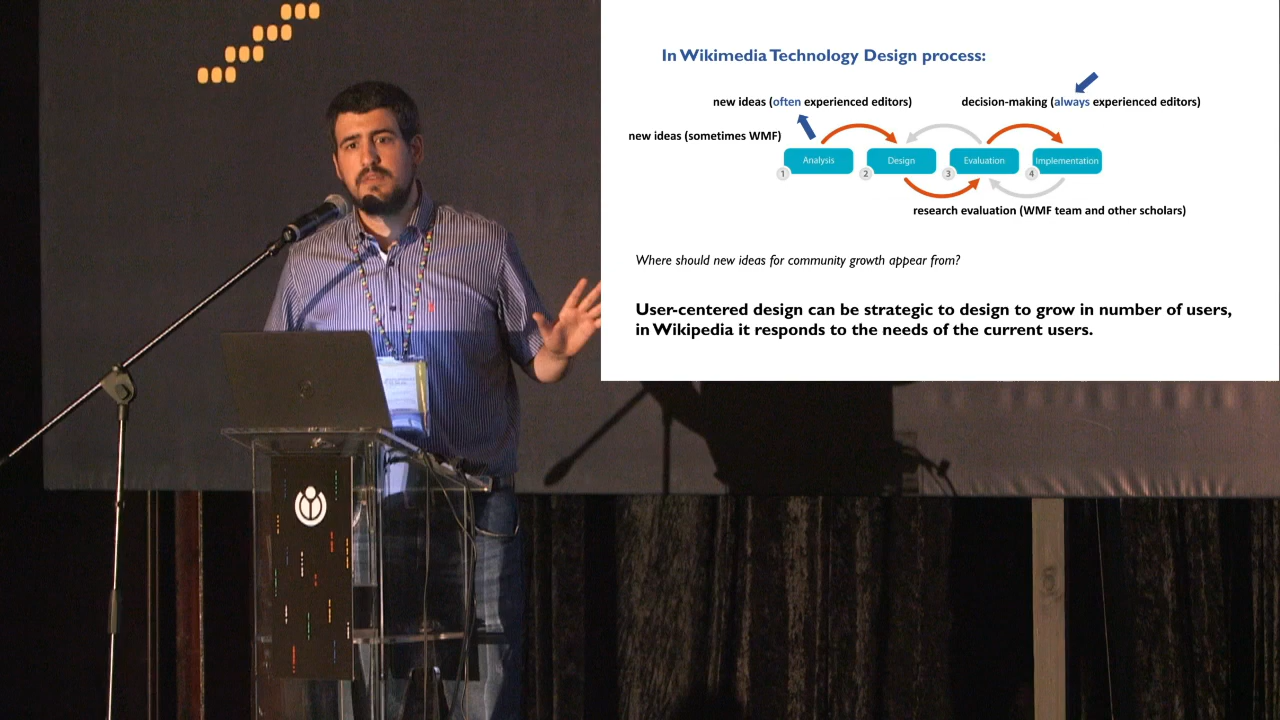 In Wikimedia Technology Design process:
new ideas (often experienced editors)
decision-making (always experienced editors)
new ideas (sometimes WMF)
Analysis
Design
Evaluation
Implementation
1
2
3
4
research evaluation (WMF team and other scholars)
Where should new ideas for community growth appear from?
User-centered design can be strategic to design to grow in number of users,
in Wikipedia it responds to the needs of the current users.